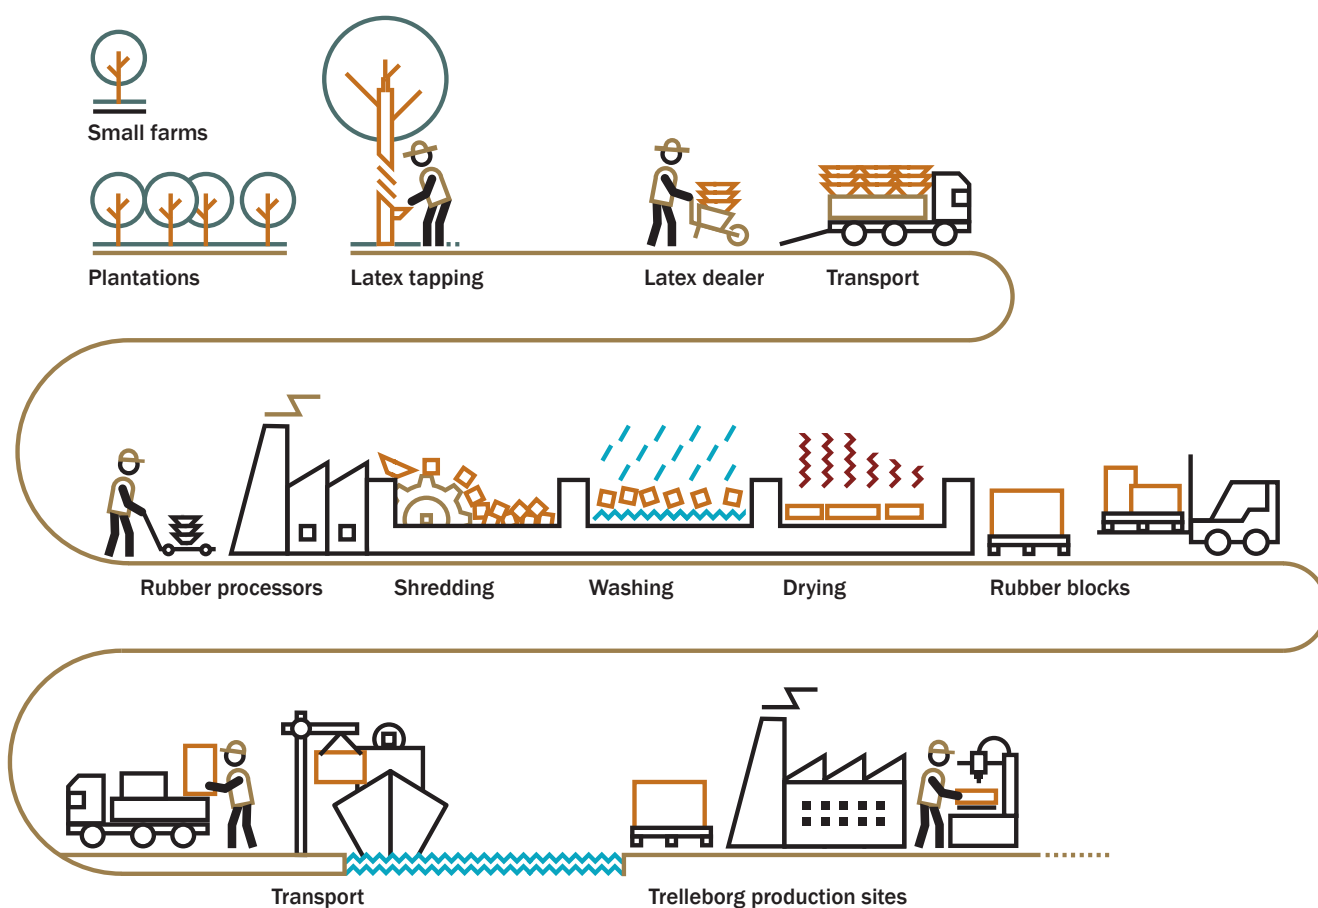 Small farms
Plantations
Latex tapping
Latex dealer
Transport
Rubber processors
Shredding
Washing
Drying
Rubber blocks
Transport
Trelleborg production sites